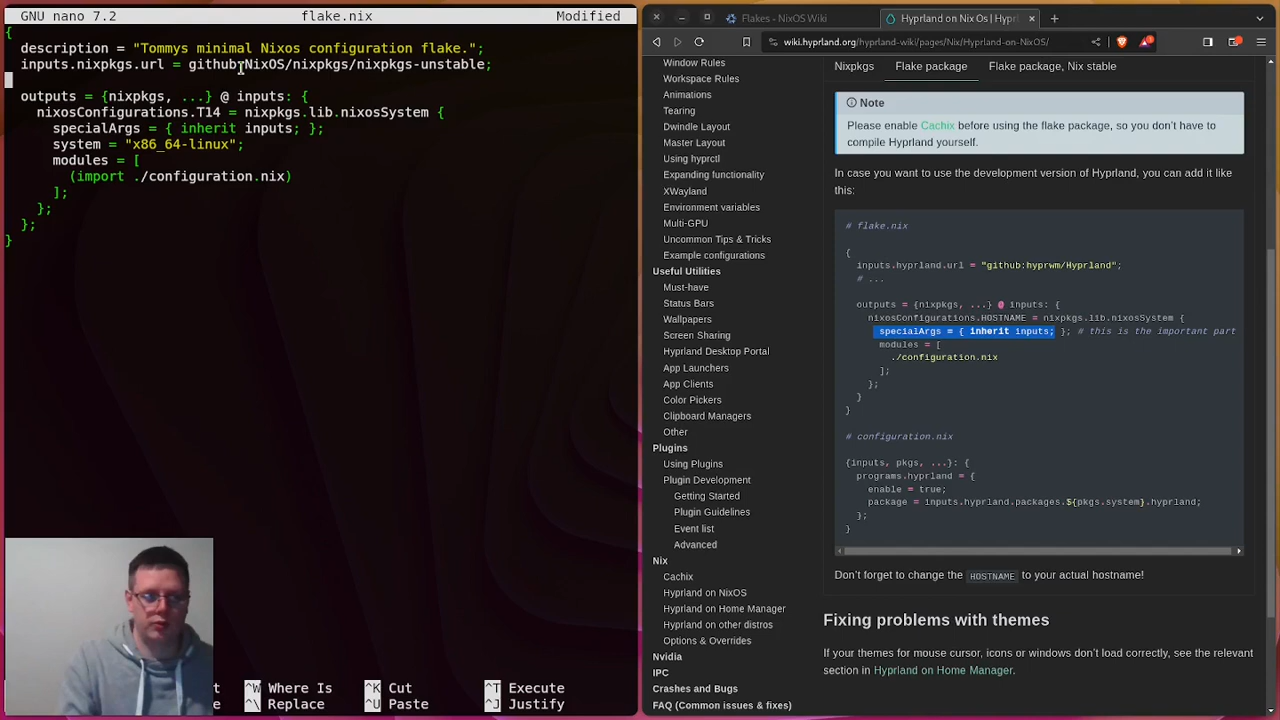 GNU nano 7.2
flake.nix
Modified
{
description = "Tommys minimal Nixos configuration flake.";
inputs.nixpkgs.url = github:NixOS/nixpkgs/nixpkgs-unstable;
outputs = {nixpkgs, ...} @ inputs: {
nixosConfigurations.T14 = nixpkgs.lib.nixosSystem {
specialArgs = { inherit inputs; };
system = "x86_64-linux";
modules = [
(import ./configuration.nix)
];
};
};
}
^W Where Is
^K Cut
^T Execute
^\ Replace
^U Paste
^J Justify
Flakes - NixOS Wiki
Hyprland on Nix Os | Hypr
wiki.hyprland.org/hyprland-wiki/pages/Nix/Hyprland-on-NixOS/
Window Rules
Workspace Rules
Animations
Tearing
Dwindle Layout
Master Layout
Using hyprctl
Expanding functionality
XWayland
Environment variables
Multi-GPU
Uncommon Tips & Tricks
Example configurations
Useful Utilities
Must-have
Status Bars
Wallpapers
Screen Sharing
Hyprland Desktop Portal
App Launchers
App Clients
Color Pickers
Clipboard Managers
Other
Plugins
Using Plugins
Plugin Development
Getting Started
Plugin Guidelines
Event list
Advanced
Nix
Cachix
Hyprland on NixOS
Hyprland on Home Manager
Hyprland on other distros
Options & Overrides
Nvidia
IPC
Crashes and Bugs
FAQ (Common issues & fixes)
Nixpkgs
Flake package
Flake package, Nix stable
Note
Please enable Cachix before using the flake package, so you don't have to
compile Hyprland yourself.
In case you want to use the development version of Hyprland, you can add it like
this:
# flake.nix
{
inputs.hyprland.url = "github:hyprwm/Hyprland";
# ...
outputs = {nixpkgs, ...} @ inputs: {
nixosConfigurations.HOSTNAME = nixpkgs.lib.nixosSystem {
specialArgs = { inherit inputs; }; # this is the important part
modules = [
./configuration.nix
];
};
}
}
# configuration.nix
{inputs, pkgs, ...}: {
programs.hyprland = {
enable = true;
package = inputs.hyprland.packages.${pkgs.system}.hyprland;
};
}
Don't forget to change the HOSTNAME to your actual hostname!
Fixing problems with themes
If your themes for mouse cursor, icons or windows don't load correctly, see the relevant
section in Hyprland on Home Manager.